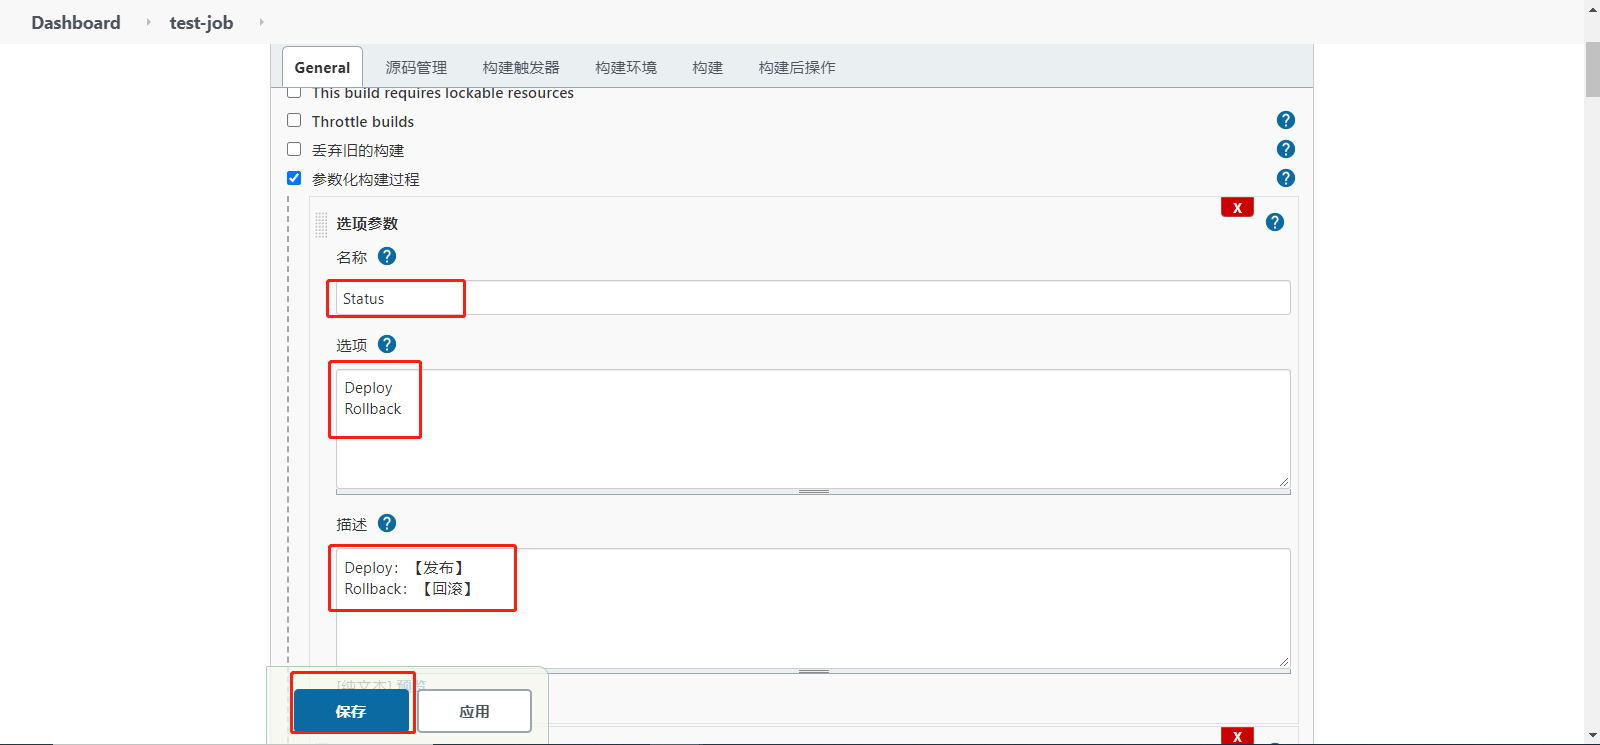 Dashboard
test-job
General
源码管理
构建触发器
构建环境
构建
构建后操作
This build requires lockable resources
Throttle builds
丢弃旧的构建
参数化构建过程
X
选项参数
名称
Status
选项
Deploy
Rollback
描述
Deploy：【发布】
Rollback：【回滚】
[纯文本] 预览
保存
应用
X